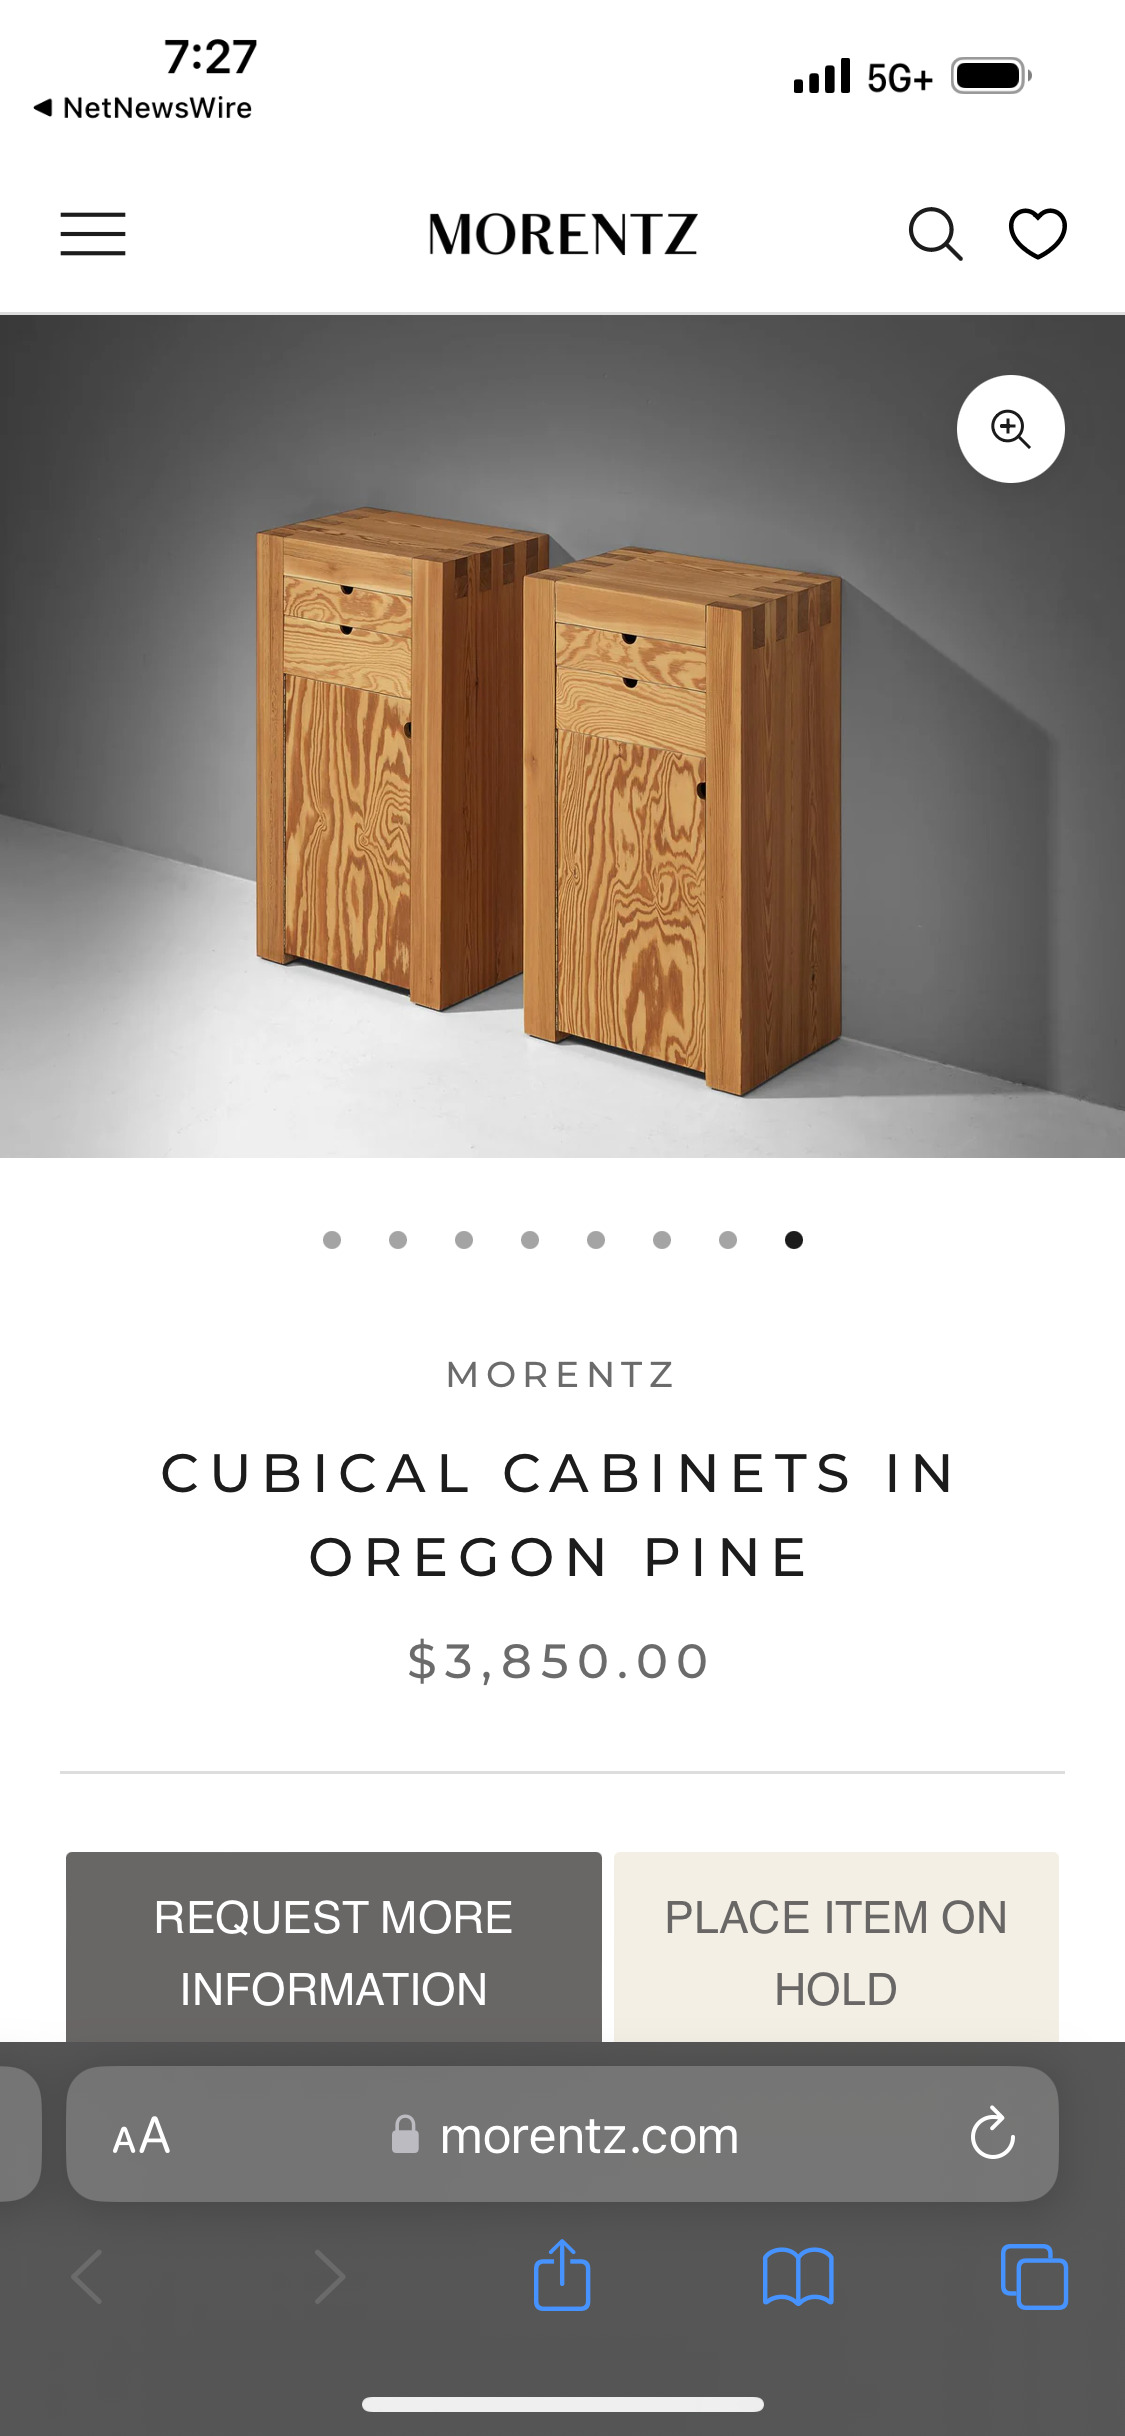 7:27
5G+
◀ NetNewsWire
MORENTZ
MORENTZ
CUBICAL CABINETS IN
OREGON PINE
$3,850.00
REQUEST MORE
INFORMATION
PLACE ITEM ON
HOLD
AA
morentz.com